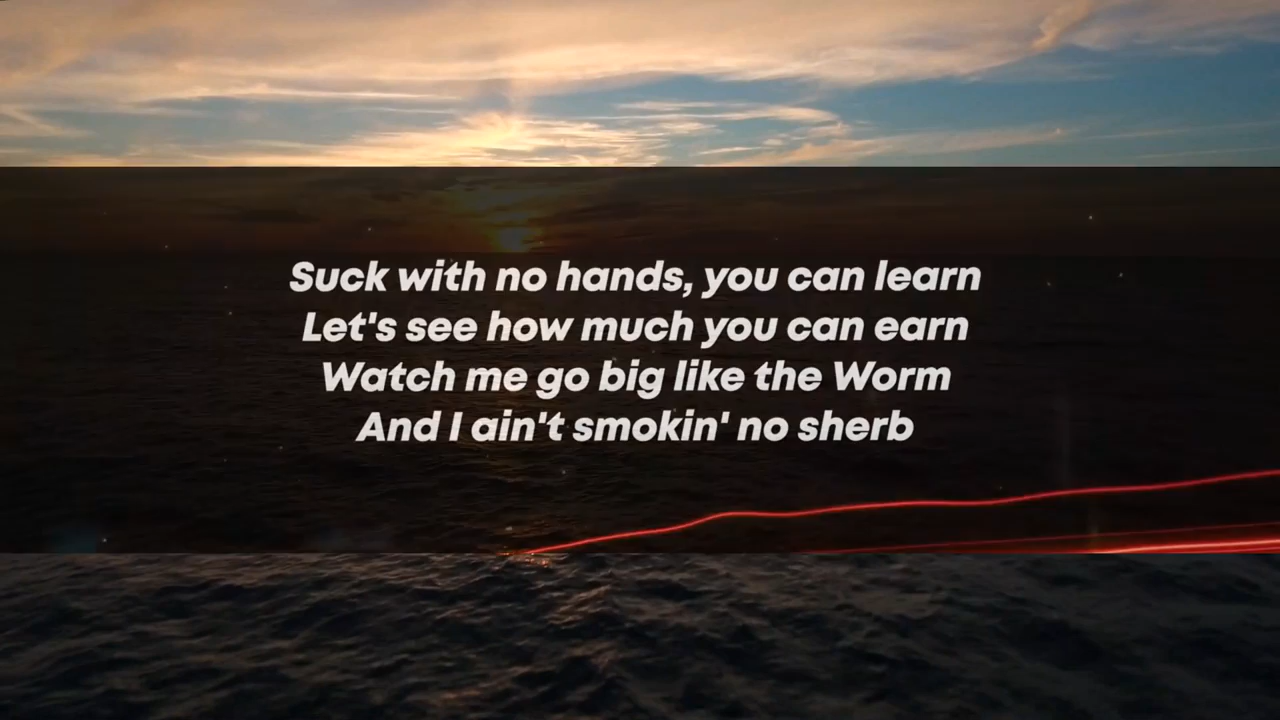 Suck with no hands, you can learn
Let's see how much you can earn
Watch me go big like the Worm
And I ain't smokin' no sherb